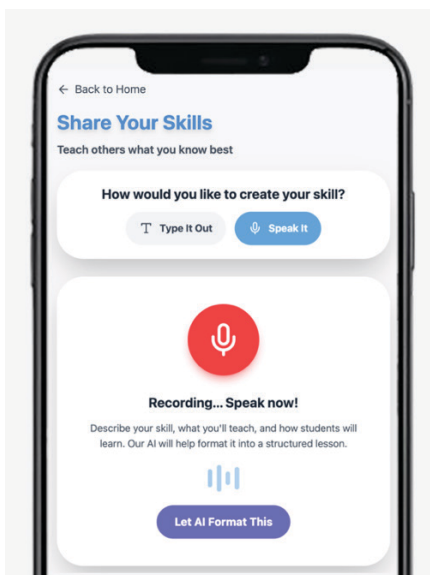 ← Back to Home
Share Your Skills
Teach others what you know best
How would you like to create your skill?
Type It Out
Speak It
Recording... Speak now!
Describe your skill, what you'll teach, and how students will
learn. Our AI will help format it into a structured lesson.
Let AI Format This